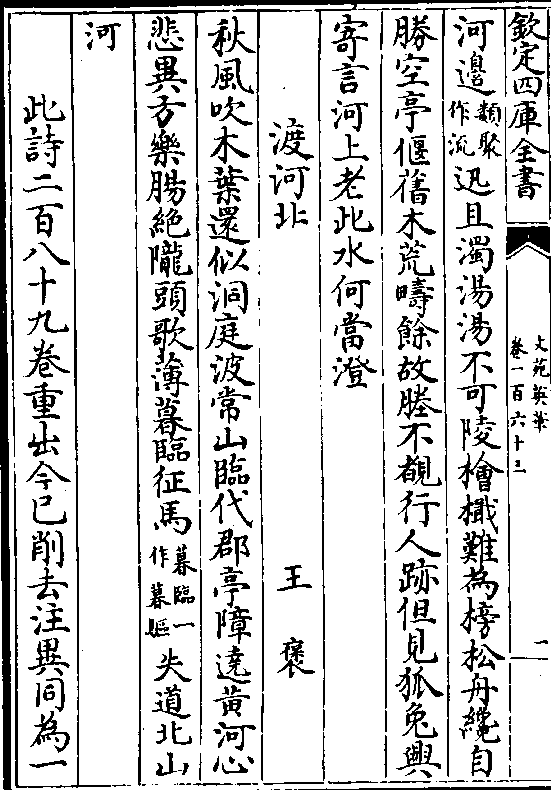 欽定四庫全書
文苑英華
卷一百六十三
一
河邊類聚作流迅且濁湯湯不可陵檜檝難為榜松舟纔自
勝空亭偃舊木荒疇餘故塍不覩行人跡但見狐兔興
寄言河上老此水何當澄
渡河北 王褒
秋風吹木葉還似洞庭波常山臨代郡亭障遶黄河心
悲異方樂腸絶隴頭歌薄暮臨征馬暮臨一作暮嫗失道北山
河
此詩二百八十九卷重出今已削去注異同為一